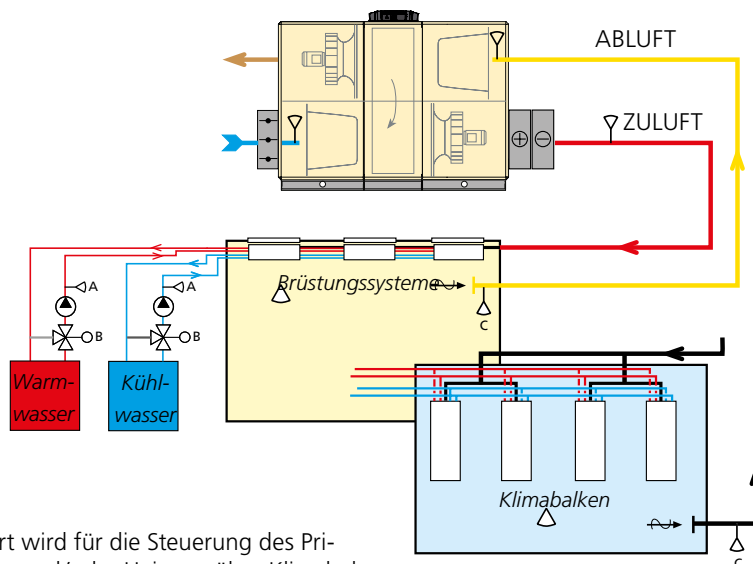 ABLUFT
ZULUFT
A
A
Brüstungssysteme
C
B
B
Warm-
wasser
Kühl-
wasser
Klimabalken
rt wird für die Steuerung des Pri-